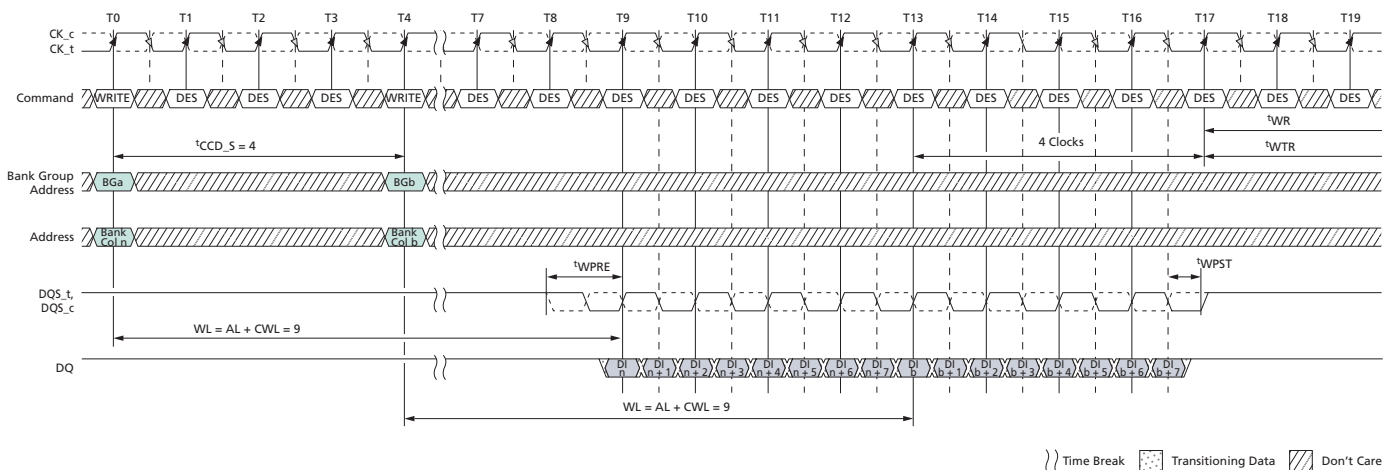 T0 T1 T2 T3 T4 T7 T8 T9 T10 T11 T12 T13 T14 T15 T16 T17 T18 T19
CK_c
CK_t
Command WRITE DES DES DES WRITE DES DES DES DES DES DES DES DES DES DES DES DES DES
tWR
tCCD_S = 4 4 Clocks tWTR
Bank Group
Address BGa BGb
Address Bank
Col n Bank
Col b
tWPRE tWPST
DQS_t,
DQS_c
WL = AL + CWL = 9
DQ DI
n DI
n + 1 DI
n + 2 DI
n + 3 DI
n + 4 DI
n + 5 DI
n + 6 DI
n + 7 DI
b DI
b + 1 DI
b + 2 DI
b + 3 DI
b + 4 DI
b + 5 DI
b + 6 DI
b + 7
WL = AL + CWL = 9
Time Break Transitioning Data Don't Care